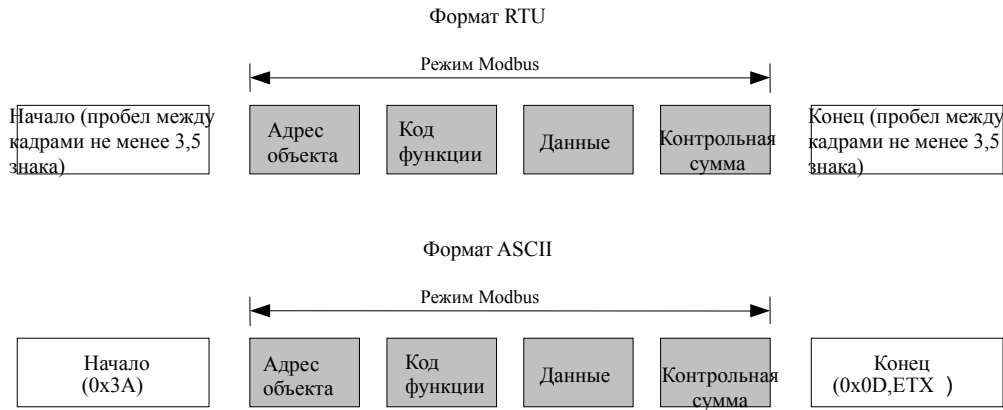 Формат RTU
Режим Modbus
Начало (пробел между
кадрами не менее 3,5
знака)
Адрес
объекта
Код
функции
Данные
Контрольная
сумма
Конец (пробел между
кадрами не менее 3,5
знака)
Формат ASCII
Режим Modbus
Начало
(0x3A)
Адрес
объекта
Код
функции
Данные
Контрольная
сумма
Конец
(0x0D,ETX )